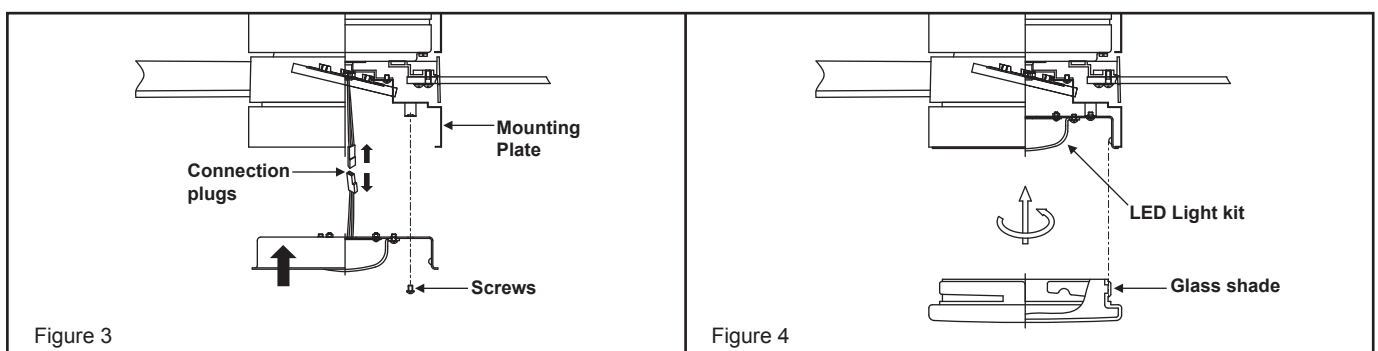 Mounting
Plate
Connection
plugs
Screws
Figure 3
LED Light kit
Glass shade
Figure 4